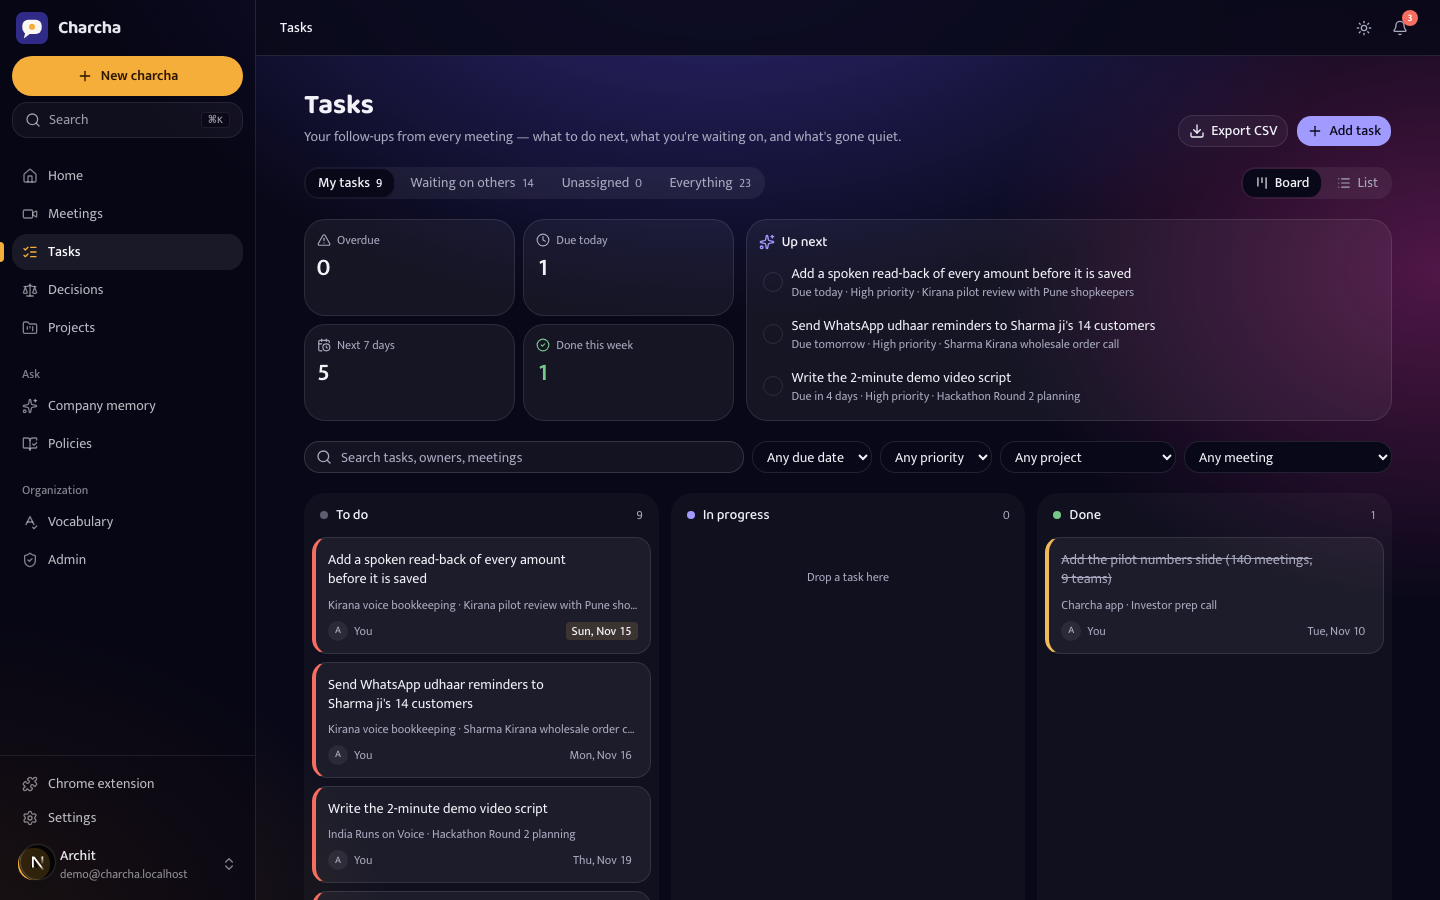 Charcha
New charcha
Search ⌘K
Home
Meetings
Tasks
Decisions
Projects
Ask
Company memory
Policies
Organization
Vocabulary
Admin
Chrome extension
Settings
N
Archit
demo@charcha.localhost
Tasks
3
Tasks
Your follow-ups from every meeting — what to do next, what you're waiting on, and what's gone quiet.
Export CSV
Add task
My tasks 9 Waiting on others 14 Unassigned 0 Everything 23
Board List
Overdue
0
Due today
1
Next 7 days
5
Done this week
1
Up next
Add a spoken read-back of every amount before it is saved
Due today · High priority · Kirana pilot review with Pune shopkeepers
Send WhatsApp udhaar reminders to Sharma ji's 14 customers
Due tomorrow · High priority · Sharma Kirana wholesale order call
Write the 2-minute demo video script
Due in 4 days · High priority · Hackathon Round 2 planning
Search tasks, owners, meetings
Any due date Any priority Any project Any meeting
To do 9
Add a spoken read-back of every amount
before it is saved
Kirana voice bookkeeping · Kirana pilot review with Pune sho…
A You Sun, Nov 15
Send WhatsApp udhaar reminders to
Sharma ji's 14 customers
Kirana voice bookkeeping · Sharma Kirana wholesale order c…
A You Mon, Nov 16
Write the 2-minute demo video script
India Runs on Voice · Hackathon Round 2 planning
A You Thu, Nov 19
In progress 0
Drop a task here
Done 1
Add the pilot numbers slide (140 meetings,
9 teams)
Charcha app · Investor prep call
A You Tue, Nov 10